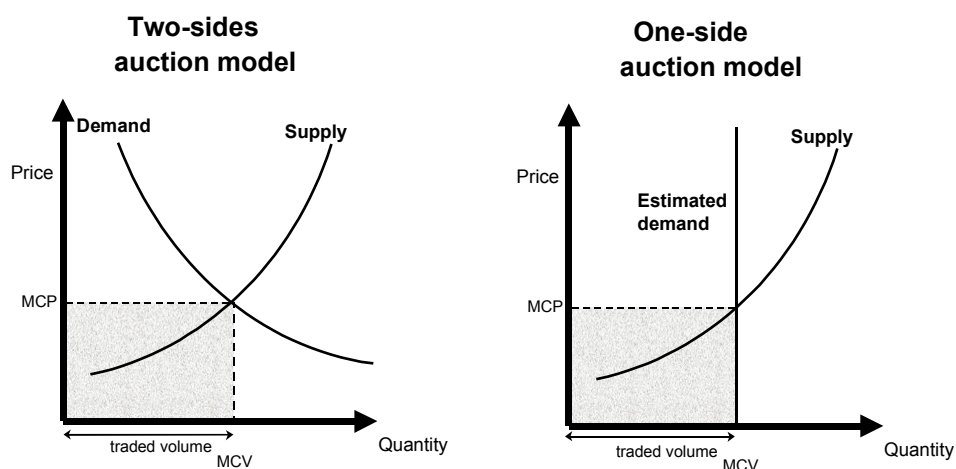 Two-sides
auction model
Demand
Supply
Price
MCP
traded volume
MCV
Quantity
One-side
auction model
Supply
Price
Estimated
demand
MCP
traded volume
MCV
Quantity